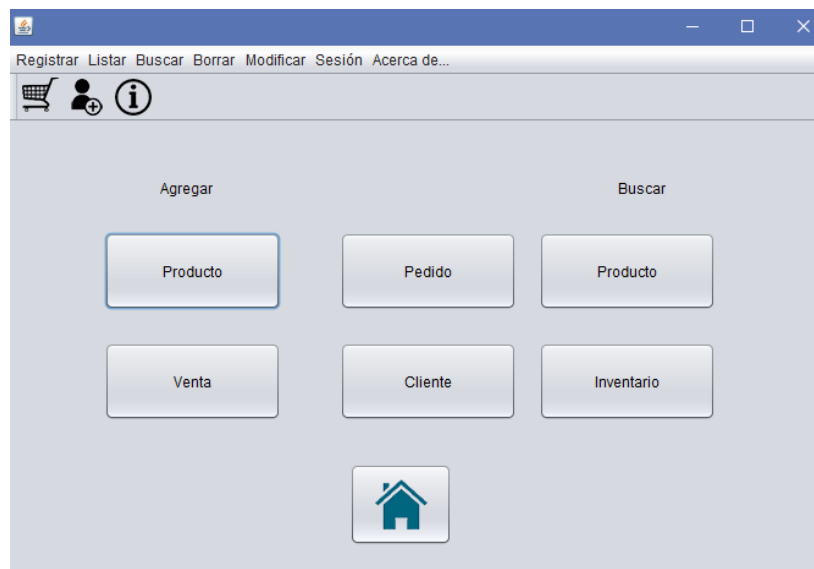 Registrar Listar Buscar Borrar Modificar Sesión Acerca de...
Agregar Buscar
Producto Pedido Producto
Venta Cliente Inventario